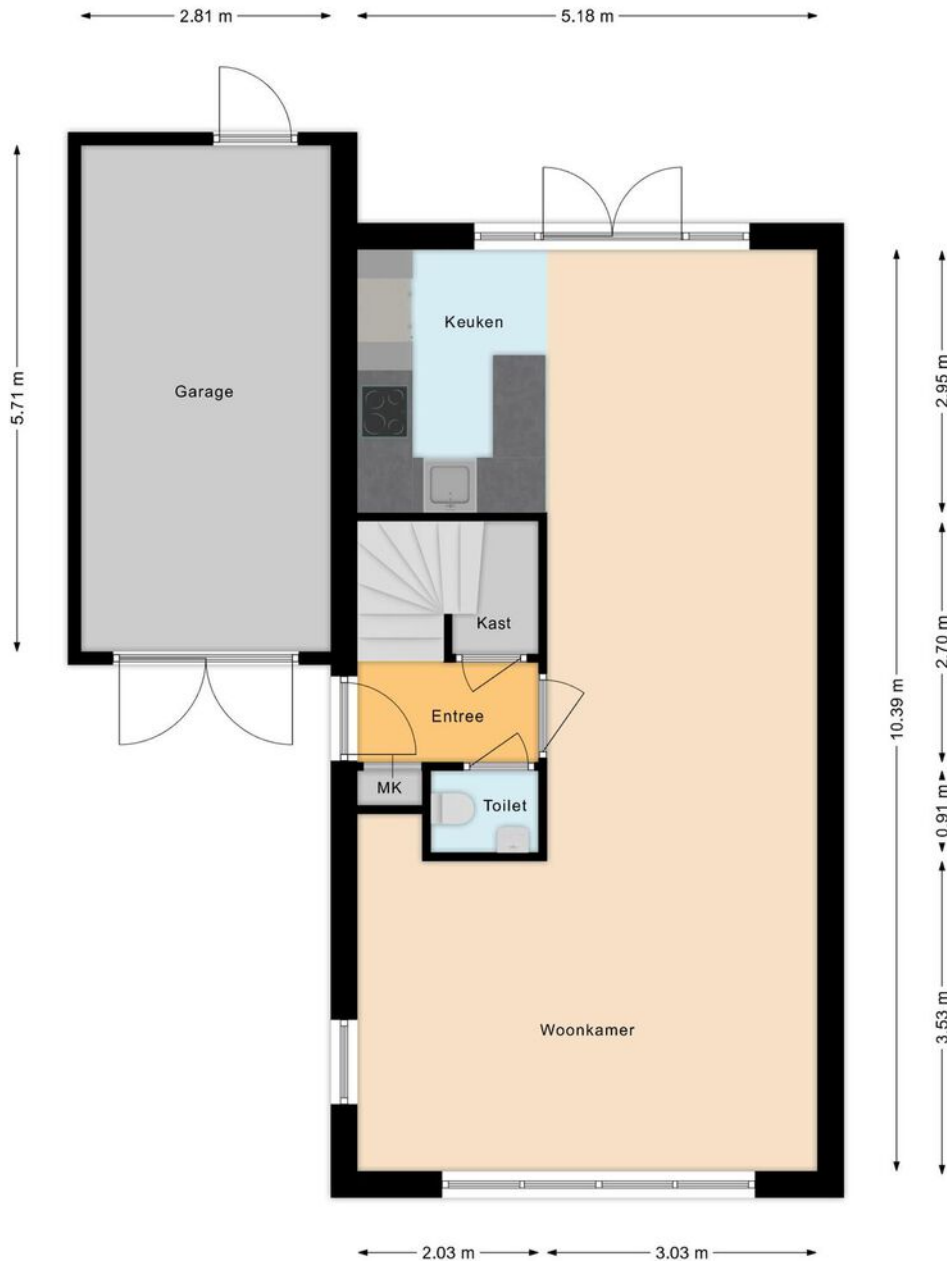 2.81 m
5.18 m
5.71 m
Garage
Keuken
2.95 m
Kast
2.70 m
10.39 m
Entree
MK
Toilet
0.91 m
Woonkamer
3.53 m
2.03 m
3.03 m